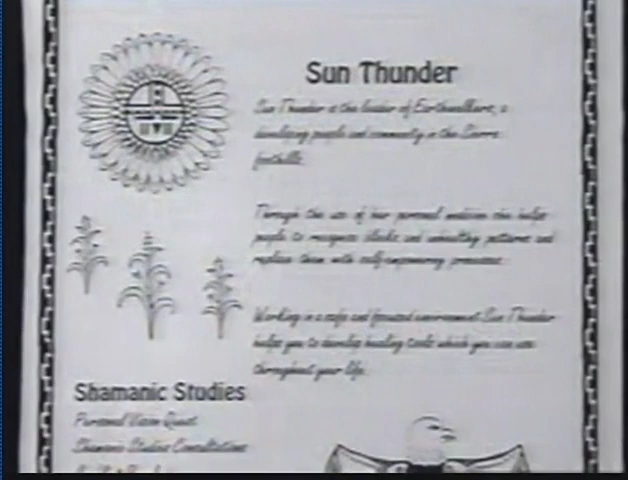 Sun Thunder
Sun Thunder is the leader of Earthwalkers, a
developing people and community in the Sierra
foothills.
Through the use of her personal medicine she helps
people to recognize blocks and unhealthy patterns and
replace them with self-empowering processes.
Working in a safe and focused environment Sun Thunder
helps you to develop healing tools which you can use
throughout your life.
Shamanic Studies
Personal Vision Quest
Shamanic Studies Consultations